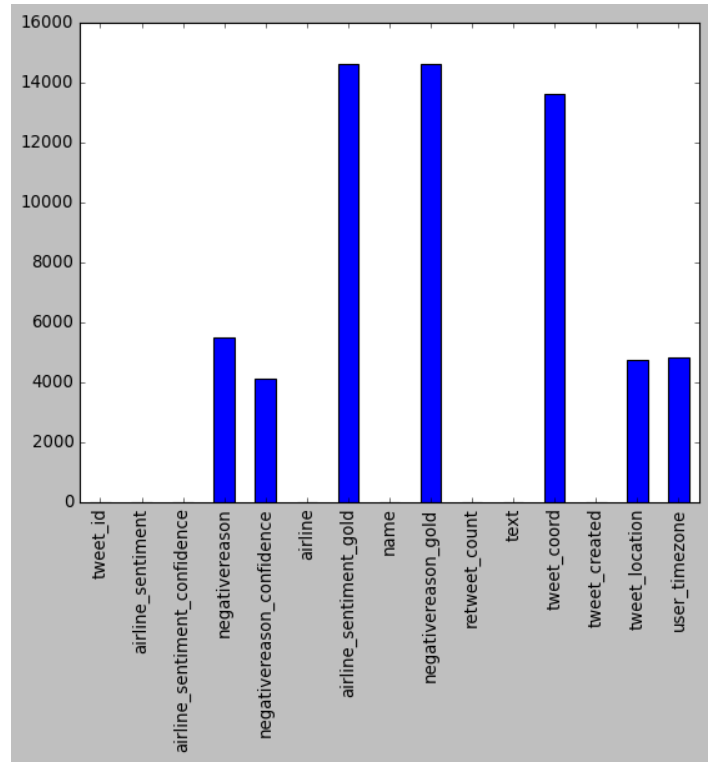 16000
14000
12000
10000
8000
6000
4000
2000
0
tweet_id
airline_sentiment
airline_sentiment_confidence
negativereason
negativereason_confidence
airline
airline_sentiment_gold
name
negativereason_gold
retweet_count
text
tweet_coord
tweet_created
tweet_location
user_timezone